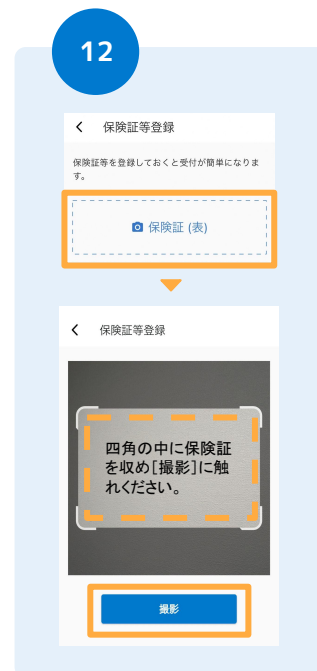 12
保険証等登録
保険証等を登録しておくと受付が簡単になりま
す。
保険証 (表)
保険証等登録
四角の中に保険証
を収め[撮影]に触
れください。
撮影